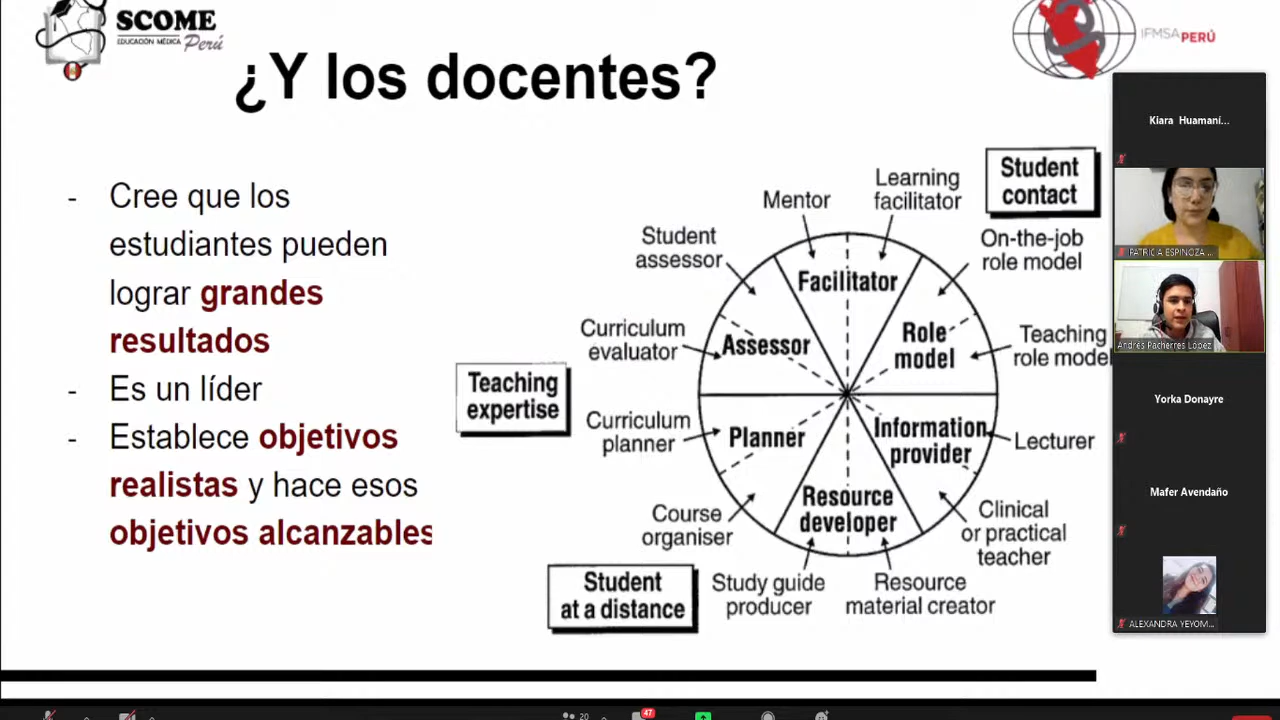 SCOME
EDUCACIÓN MÉDICA
Perú
IFMSA PERÚ
¿Y los docentes?
- Cree que los
estudiantes pueden
lograr grandes
resultados
- Es un líder
- Establece objetivos
realistas y hace esos
objetivos alcanzables
Student
contact
Learning
facilitator
Mentor
Student
assessor
On-the-job
role model
Facilitator
Curriculum
evaluator
Assessor
Role
model
Teaching
role model
Teaching
expertise
Curriculum
planner
Planner
Information
provider
Lecturer
Resource
developer
Course
organiser
Clinical
or practical
teacher
Student
at a distance
Study guide
producer
Resource
material creator
Kiara Huamaní...
PATRICIA ESPINOZA ...
Andrés Pacherres López
Yorka Donayre
Mafer Avendaño
ALEXANDRA YEYOM...
20
47